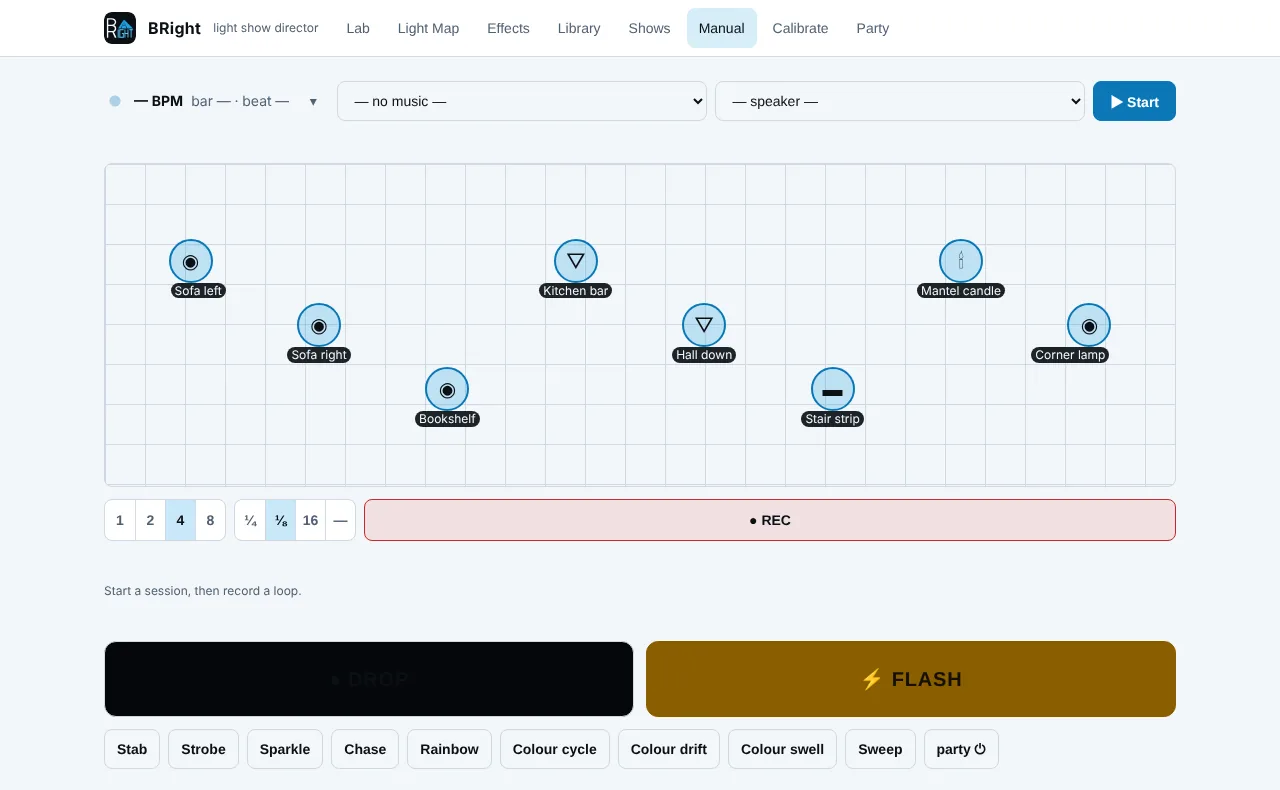 BRight light show director Lab Light Map Effects Library Shows Manual Calibrate Party
— BPM bar — · beat — ▼ — no music — — speaker — ▶ Start
Sofa left
Kitchen bar
Mantel candle
Sofa right
Hall down
Corner lamp
Bookshelf
Stair strip
1 2 4 8 ¼ ⅛ 16 — ● REC
Start a session, then record a loop.
● DROP ⚡ FLASH
Stab Strobe Sparkle Chase Rainbow Colour cycle Colour drift Colour swell Sweep party ⏻